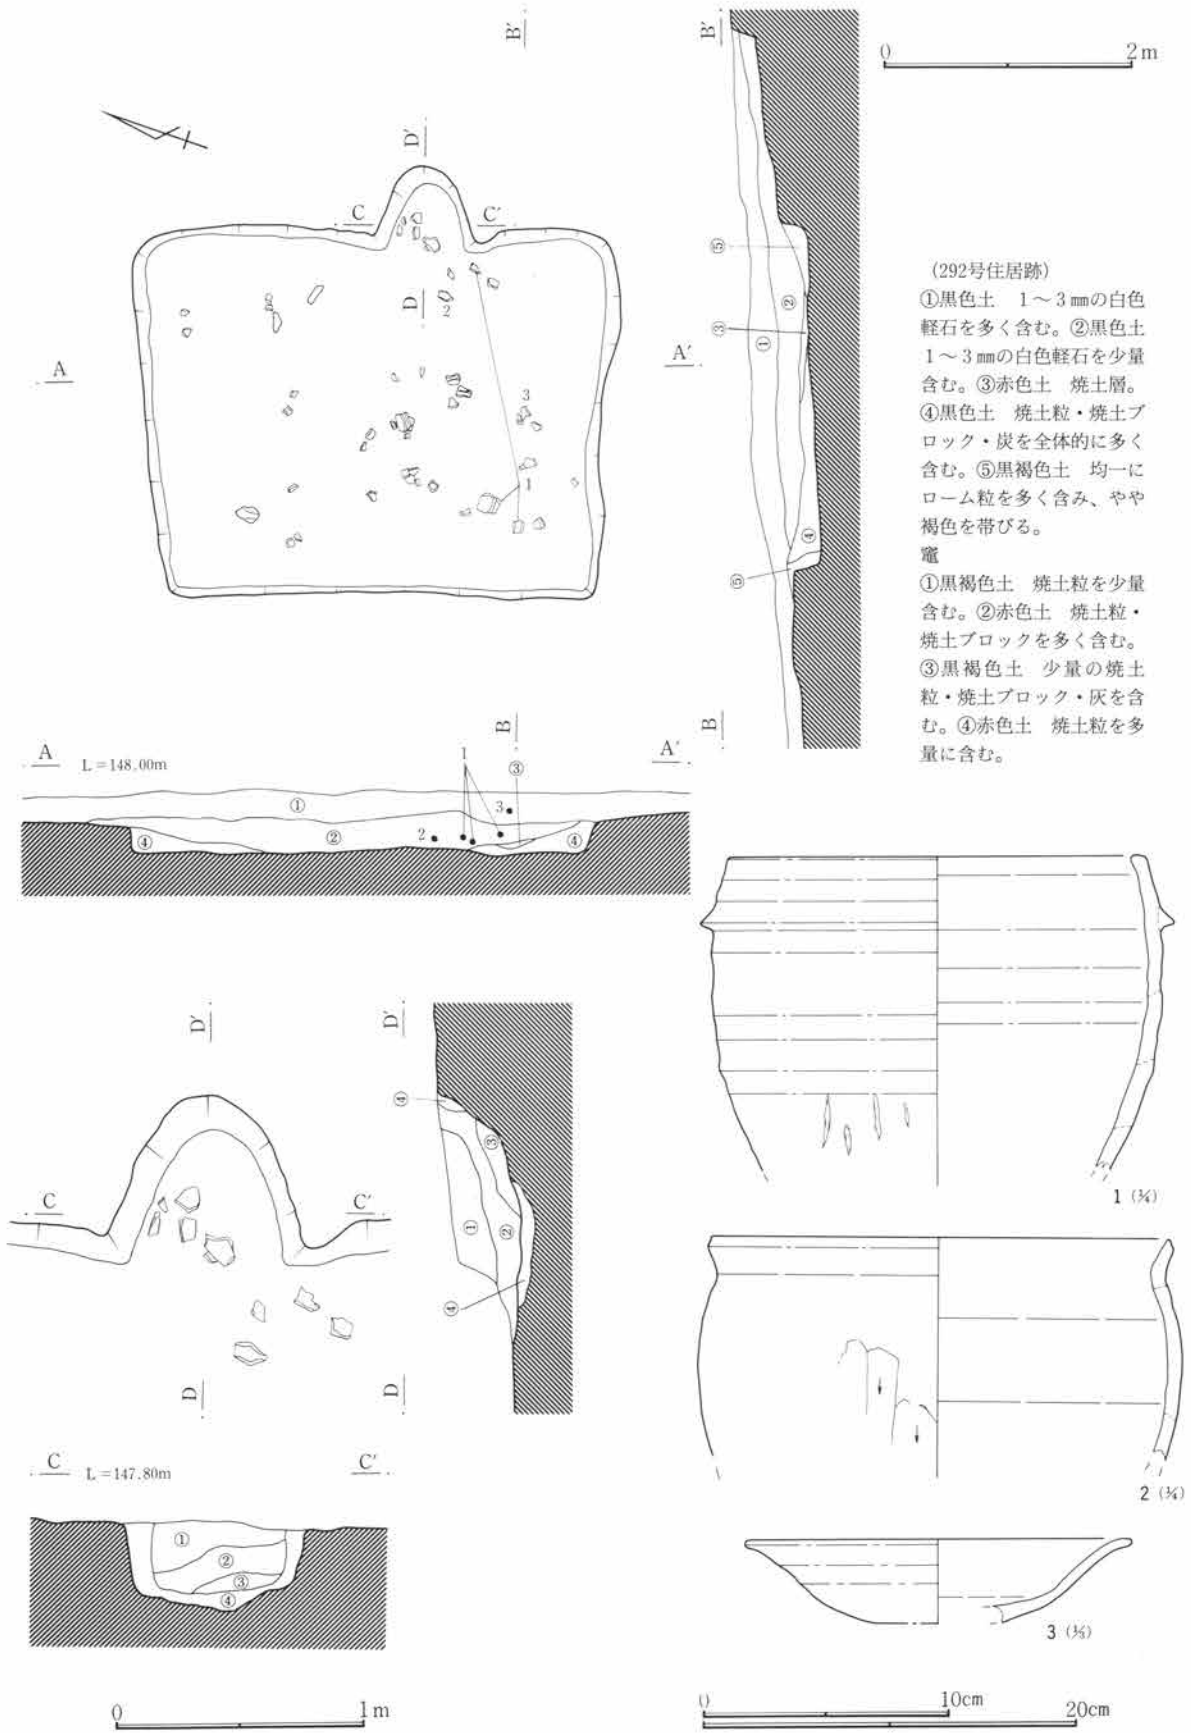 B′
B′
0 2m
D′
C C′
(292号住居跡)
①黒色土 1〜3㎜の白色
軽石を多く含む。②黒色土
1〜3㎜の白色軽石を少量
含む。③赤色土 焼土層。
④黒色土 焼土粒・焼土ブ
ロック・炭を全体的に多く
含む。⑤黒褐色土 均一に
ローム粒を多く含み、やや
褐色を帯びる。
竈
①黒褐色土 焼土粒を少量
含む。②赤色土 焼土粒・
焼土ブロックを多く含む。
③黒褐色土 少量の焼土
粒・焼土ブロック・灰を含
む。④赤色土 焼土粒を多
量に含む。
D
2
A A′
3
1
⑤
②
③
①
④
⑤
B
B
A L=148.00m A′
1
③
①
3
④ ② 2 ④
1 (¼)
D′ D′
④
③
C C′
① ②
④
D D
2 (¼)
C L=147.80m C′
①
②
③
④
3 (⅓)
0 1m
0 10cm
20cm